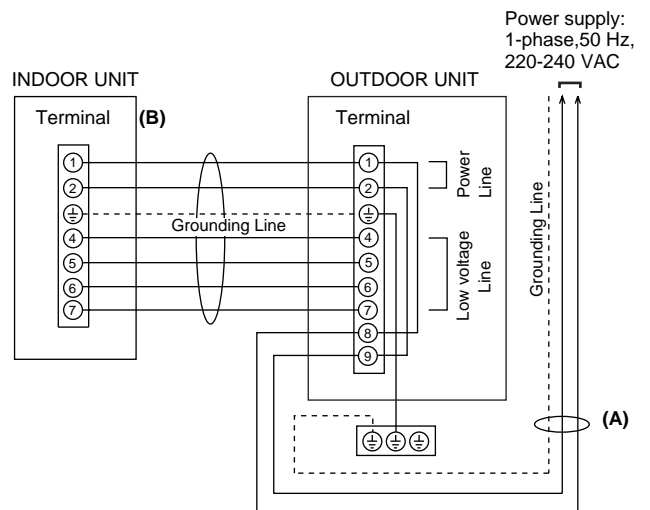 Power supply:
1-phase,50 Hz,
220-240 VAC
INDOOR UNIT
OUTDOOR UNIT
Terminal
(B)
Terminal
1
1
2
2
Power
Line
Grounding Line
4
4
5
5
6
6
7
7
Low voltage
Line
8
9
Grounding Line
(A)